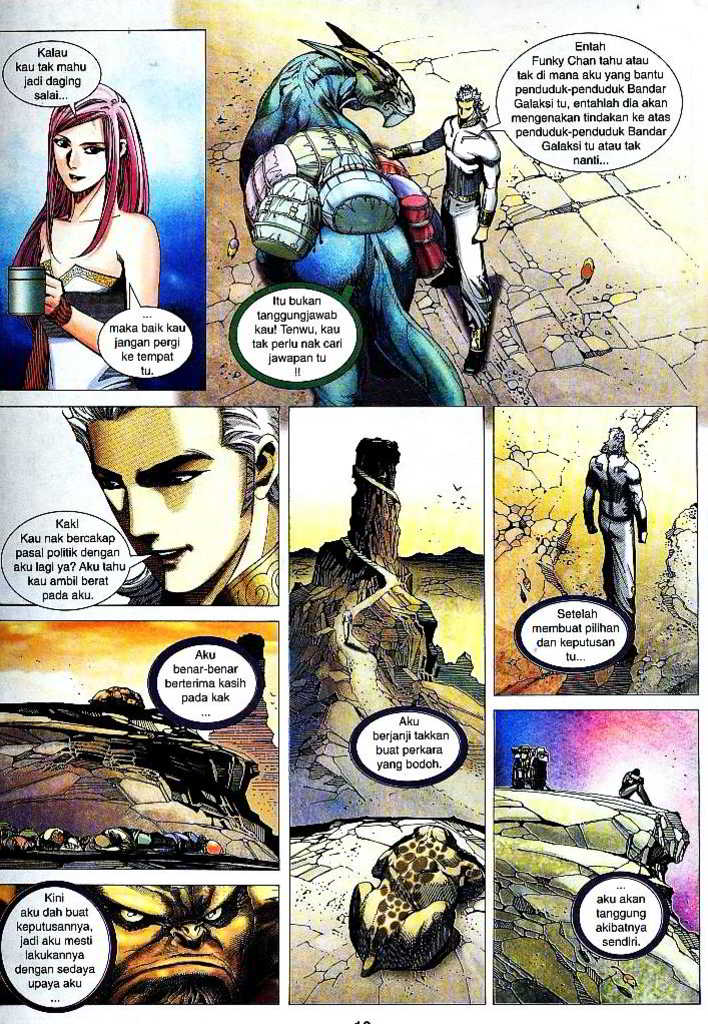 Kalau
kau tak mahu
jadi daging
salai...
maka baik kau
jangan pergi
ke tempat
tu.
Entah
Funky Chan tahu atau
tak di mana aku yang bantu
penduduk-penduduk Bandar
Galaksi tu, entahlah dia akan
mengenakan tindakan ke atas
penduduk-penduduk Bandar
Galaksi tu atau tak
nanti...
Itu bukan
tanggungjawab
kau! Tenwu, kau
tak perlu nak cari
jawapan tu
!!
Kak!
Kau nak bercakap
pasal politik dengan
aku lagi ya? Aku tahu
kau ambil berat
pada aku.
Aku
benar-benar
berterima kasih
pada kak
...
Kini
aku dah buat
keputusannya,
jadi aku mesti
lakukannya
dengan sedaya
upaya aku
...
Aku
berjanji takkan
buat perkara
yang bodoh.
Setelah
membuat pilihan
dan keputusan
tu...
...
aku akan
tanggung
akibatnya
sendiri.